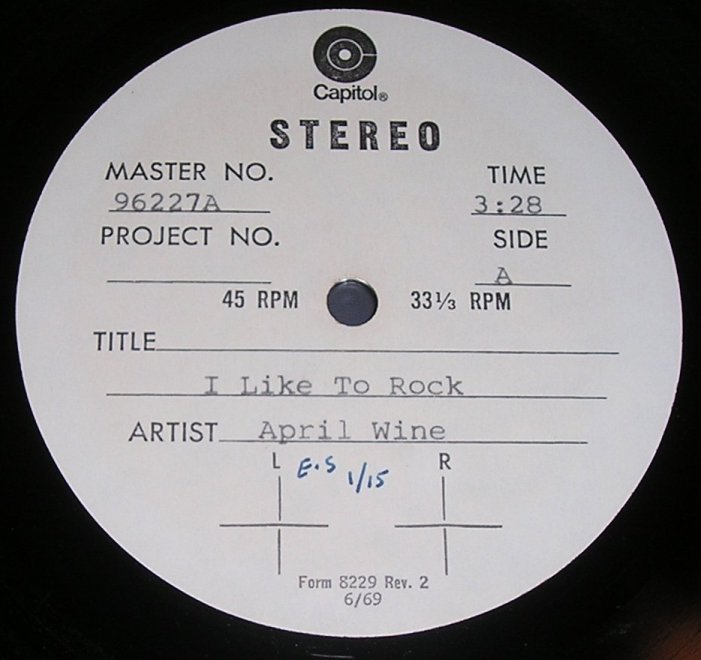 Capitol®
STEREO
MASTER NO. TIME
96227A 3:28
PROJECT NO. SIDE
A
45 RPM 33⅓ RPM
TITLE
I Like To Rock
ARTIST April Wine
L E.S 1/15 R
Form 8229 Rev. 2
6/69